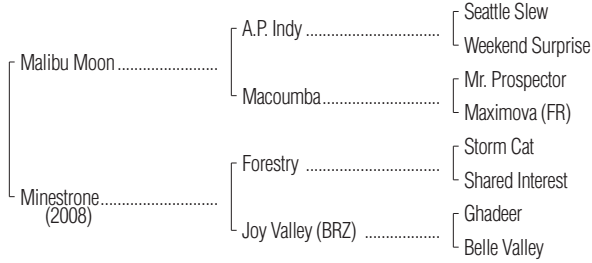 Seattle Slew
A.P. Indy
Weekend Surprise
Malibu Moon
Mr. Prospector
Macoumba
Maximova (FR)
Storm Cat
Forestry
Shared Interest
Minestrone
(2008)
Ghadeer
Joy Valley (BRZ)
Belle Valley